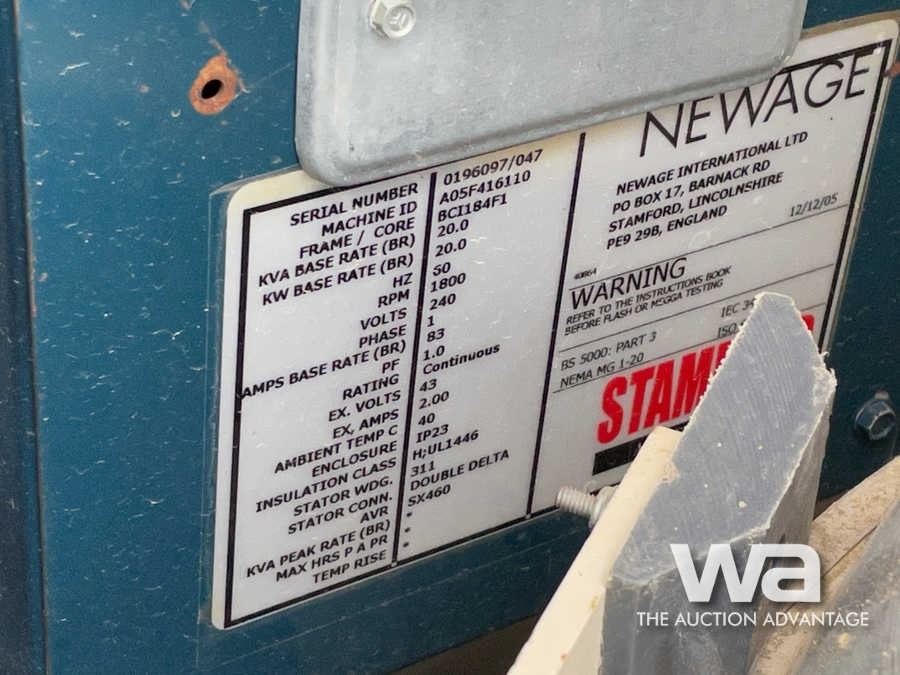 SERIAL NUMBER 0196097/047
MACHINE ID A05F416110
FRAME / CORE BCI184F1
KVA BASE RATE (BR) 20.0
KW BASE RATE (BR) 20.0
HZ 50
RPM 1800
VOLTS 240
PHASE 1
AMPS BASE RATE (BR) 83
PF 1.0
RATING Continuous
EX. VOLTS 43
EX, AMPS 2.00
AMBIENT TEMP C 40
ENCLOSURE IP23
INSULATION CLASS H;UL1446
STATOR WDG. 311
STATOR CONN. DOUBLE DELTA
AVR SX460
KVA PEAK RATE (BR) *
MAX HRS P A PR *
TEMP RISE *
NEWAGE
NEWAGE INTERNATIONAL LTD
PO BOX 17, BARNACK RD
STAMFORD, LINCOLNSHIRE
PE9 29B, ENGLAND
12/12/05
40864
WARNING
REFER TO THE INSTRUCTIONS BOOK
BEFORE FLASH OR MEGGA TESTING
BS 5000: PART 3 IEC
NEMA MG 1-20 ISO
STAM
wa
THE AUCTION ADVANTAGE